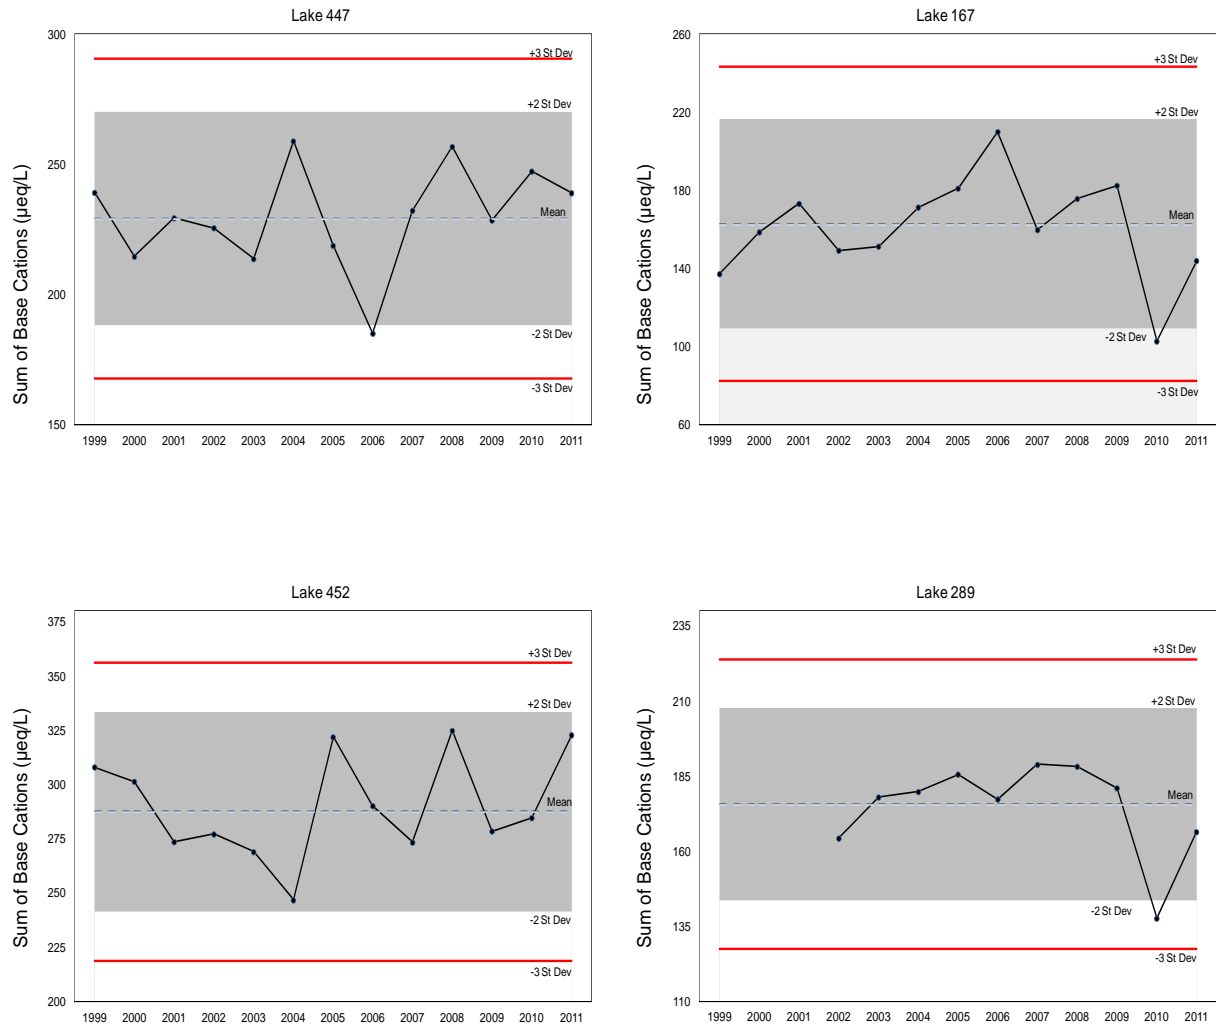 Lake 447
Sum of Base Cations (µeq/L)
300
250
200
150
+3 St Dev
+2 St Dev
Mean
-2 St Dev
-3 St Dev
1999 2000 2001 2002 2003 2004 2005 2006 2007 2008 2009 2010 2011
Lake 167
Sum of Base Cations (µeq/L)
260
220
180
140
100
60
+3 St Dev
+2 St Dev
Mean
-2 St Dev
-3 St Dev
1999 2000 2001 2002 2003 2004 2005 2006 2007 2008 2009 2010 2011
Lake 452
Sum of Base Cations (µeq/L)
375
350
325
300
275
250
225
200
+3 St Dev
+2 St Dev
Mean
-2 St Dev
-3 St Dev
1999 2000 2001 2002 2003 2004 2005 2006 2007 2008 2009 2010 2011
Lake 289
Sum of Base Cations (µeq/L)
235
210
185
160
135
110
+3 St Dev
+2 St Dev
Mean
-2 St Dev
-3 St Dev
1999 2000 2001 2002 2003 2004 2005 2006 2007 2008 2009 2010 2011